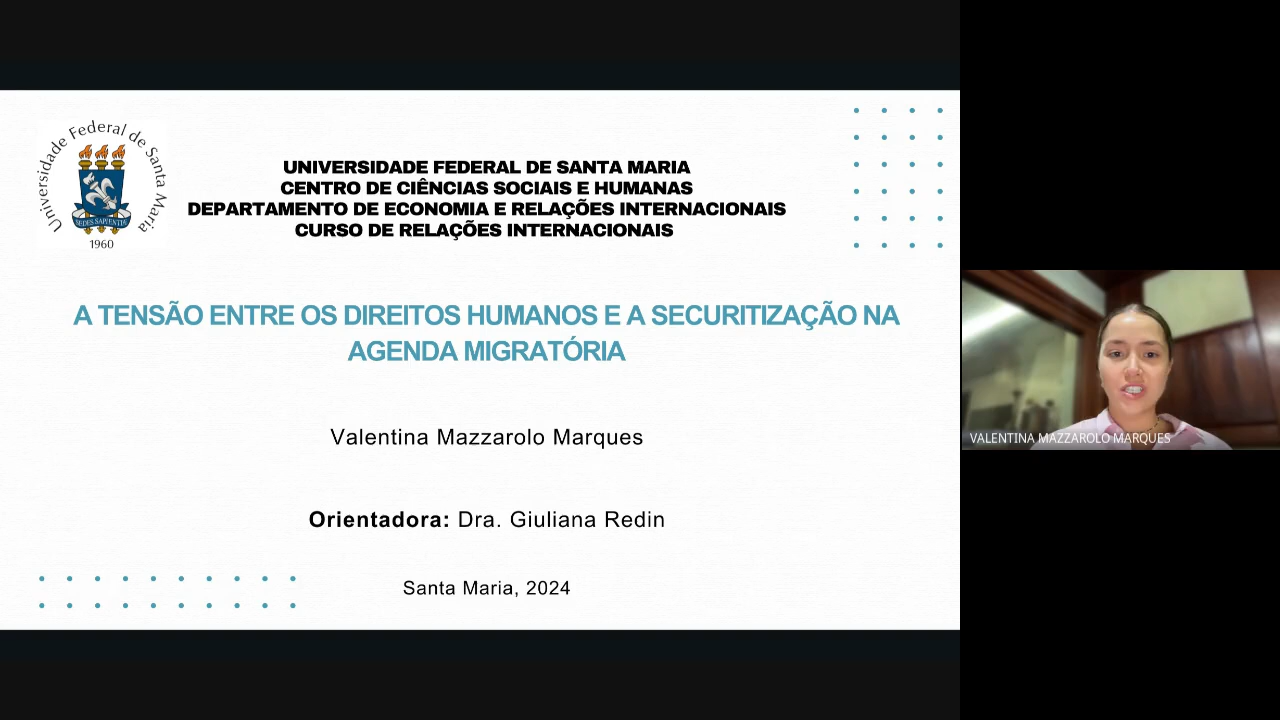 Universidade Federal de Santa Maria
SEDES SAPIENTIAE
1960
UNIVERSIDADE FEDERAL DE SANTA MARIA
CENTRO DE CIÊNCIAS SOCIAIS E HUMANAS
DEPARTAMENTO DE ECONOMIA E RELAÇÕES INTERNACIONAIS
CURSO DE RELAÇÕES INTERNACIONAIS
A TENSÃO ENTRE OS DIREITOS HUMANOS E A SECURITIZAÇÃO NA
AGENDA MIGRATÓRIA
Valentina Mazzarolo Marques
Orientadora: Dra. Giuliana Redin
Santa Maria, 2024
VALENTINA MAZZAROLO MARQUES